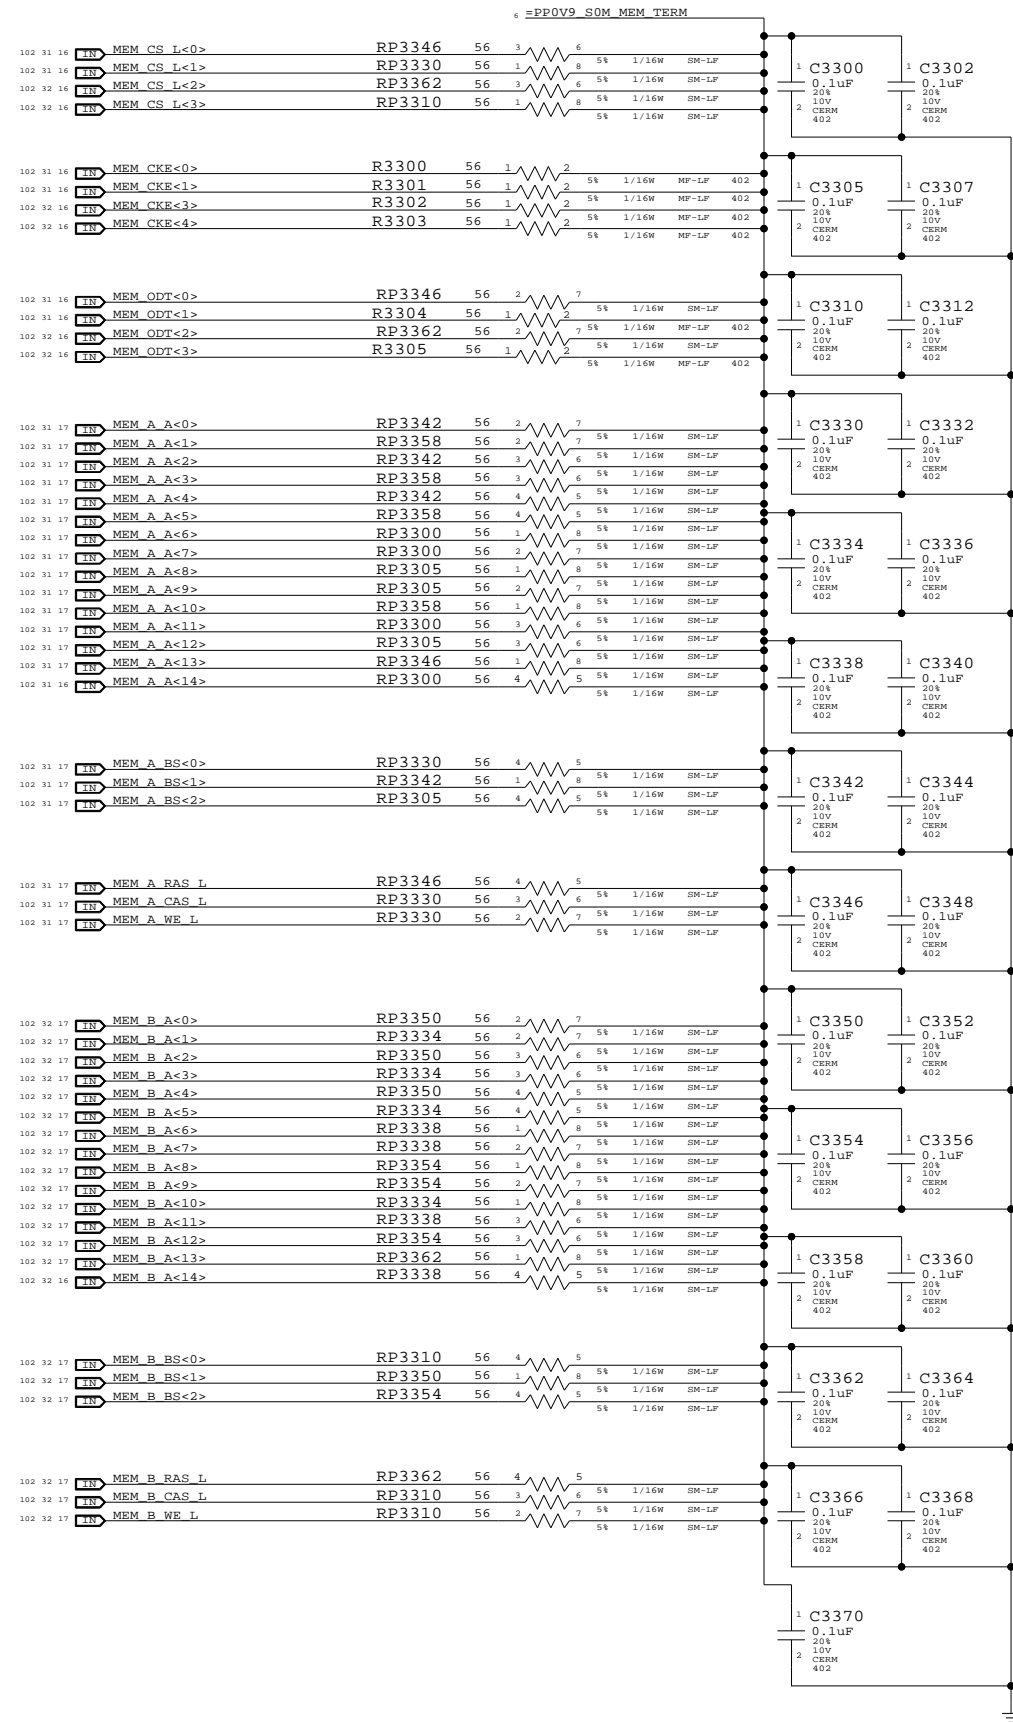 6 =PP0V9_S0M_MEM_TERM
102 31 16 IN MEM_CS_L<0> RP3346 56 3 6
5% 1/16W SM-LF
102 31 16 IN MEM_CS_L<1> RP3330 56 1 8
5% 1/16W SM-LF
102 32 16 IN MEM_CS_L<2> RP3362 56 3 6
5% 1/16W SM-LF
102 32 16 IN MEM_CS_L<3> RP3310 56 1 8
5% 1/16W SM-LF
1 C3300 1 C3302
0.1uF 0.1uF
20% 20%
10V 10V
2 CERM 2 CERM
402 402
102 31 16 IN MEM_CKE<0> R3300 56 1 2
5% 1/16W MF-LF 402
102 31 16 IN MEM_CKE<1> R3301 56 1 2
5% 1/16W MF-LF 402
102 32 16 IN MEM_CKE<3> R3302 56 1 2
5% 1/16W MF-LF 402
102 32 16 IN MEM_CKE<4> R3303 56 1 2
5% 1/16W MF-LF 402
1 C3305 1 C3307
0.1uF 0.1uF
20% 20%
10V 10V
2 CERM 2 CERM
402 402
102 31 16 IN MEM_ODT<0> RP3346 56 2 7
5% 1/16W SM-LF
102 31 16 IN MEM_ODT<1> R3304 56 1 2
5% 1/16W MF-LF 402
102 32 16 IN MEM_ODT<2> RP3362 56 2 7
5% 1/16W SM-LF
102 32 16 IN MEM_ODT<3> R3305 56 1 2
5% 1/16W MF-LF 402
1 C3310 1 C3312
0.1uF 0.1uF
20% 20%
10V 10V
2 CERM 2 CERM
402 402
102 31 17 IN MEM_A_A<0> RP3342 56 2 7
5% 1/16W SM-LF
102 31 17 IN MEM_A_A<1> RP3358 56 2 7
5% 1/16W SM-LF
102 31 17 IN MEM_A_A<2> RP3342 56 3 6
5% 1/16W SM-LF
102 31 17 IN MEM_A_A<3> RP3358 56 3 6
5% 1/16W SM-LF
102 31 17 IN MEM_A_A<4> RP3342 56 4 5
5% 1/16W SM-LF
102 31 17 IN MEM_A_A<5> RP3358 56 4 5
5% 1/16W SM-LF
102 31 17 IN MEM_A_A<6> RP3300 56 1 8
5% 1/16W SM-LF
102 31 17 IN MEM_A_A<7> RP3300 56 2 7
5% 1/16W SM-LF
102 31 17 IN MEM_A_A<8> RP3305 56 1 8
5% 1/16W SM-LF
102 31 17 IN MEM_A_A<9> RP3305 56 2 7
5% 1/16W SM-LF
102 31 17 IN MEM_A_A<10> RP3358 56 1 8
5% 1/16W SM-LF
102 31 17 IN MEM_A_A<11> RP3300 56 3 6
5% 1/16W SM-LF
102 31 17 IN MEM_A_A<12> RP3305 56 3 6
5% 1/16W SM-LF
102 31 17 IN MEM_A_A<13> RP3346 56 1 8
5% 1/16W SM-LF
102 31 16 IN MEM_A_A<14> RP3300 56 4 5
5% 1/16W SM-LF
1 C3330 1 C3332
0.1uF 0.1uF
20% 20%
10V 10V
2 CERM 2 CERM
402 402
1 C3334 1 C3336
0.1uF 0.1uF
20% 20%
10V 10V
2 CERM 2 CERM
402 402
1 C3338 1 C3340
0.1uF 0.1uF
20% 20%
10V 10V
2 CERM 2 CERM
402 402
102 31 17 IN MEM_A_BS<0> RP3330 56 4 5
5% 1/16W SM-LF
102 31 17 IN MEM_A_BS<1> RP3342 56 1 8
5% 1/16W SM-LF
102 31 17 IN MEM_A_BS<2> RP3305 56 4 5
5% 1/16W SM-LF
1 C3342 1 C3344
0.1uF 0.1uF
20% 20%
10V 10V
2 CERM 2 CERM
402 402
102 31 17 IN MEM_A_RAS_L RP3346 56 4 5
5% 1/16W SM-LF
102 31 17 IN MEM_A_CAS_L RP3330 56 3 6
5% 1/16W SM-LF
102 31 17 IN MEM_A_WE_L RP3330 56 2 7
5% 1/16W SM-LF
1 C3346 1 C3348
0.1uF 0.1uF
20% 20%
10V 10V
2 CERM 2 CERM
402 402
102 32 17 IN MEM_B_A<0> RP3350 56 2 7
5% 1/16W SM-LF
102 32 17 IN MEM_B_A<1> RP3334 56 2 7
5% 1/16W SM-LF
102 32 17 IN MEM_B_A<2> RP3350 56 3 6
5% 1/16W SM-LF
102 32 17 IN MEM_B_A<3> RP3334 56 3 6
5% 1/16W SM-LF
102 32 17 IN MEM_B_A<4> RP3350 56 4 5
5% 1/16W SM-LF
102 32 17 IN MEM_B_A<5> RP3334 56 4 5
5% 1/16W SM-LF
102 32 17 IN MEM_B_A<6> RP3338 56 1 8
5% 1/16W SM-LF
102 32 17 IN MEM_B_A<7> RP3338 56 2 7
5% 1/16W SM-LF
102 32 17 IN MEM_B_A<8> RP3354 56 1 8
5% 1/16W SM-LF
102 32 17 IN MEM_B_A<9> RP3354 56 2 7
5% 1/16W SM-LF
102 32 17 IN MEM_B_A<10> RP3334 56 1 8
5% 1/16W SM-LF
102 32 17 IN MEM_B_A<11> RP3338 56 3 6
5% 1/16W SM-LF
102 32 17 IN MEM_B_A<12> RP3354 56 3 6
5% 1/16W SM-LF
102 32 17 IN MEM_B_A<13> RP3362 56 1 8
5% 1/16W SM-LF
102 32 16 IN MEM_B_A<14> RP3338 56 4 5
5% 1/16W SM-LF
1 C3350 1 C3352
0.1uF 0.1uF
20% 20%
10V 10V
2 CERM 2 CERM
402 402
1 C3354 1 C3356
0.1uF 0.1uF
20% 20%
10V 10V
2 CERM 2 CERM
402 402
1 C3358 1 C3360
0.1uF 0.1uF
20% 20%
10V 10V
2 CERM 2 CERM
402 402
102 32 17 IN MEM_B_BS<0> RP3310 56 4 5
5% 1/16W SM-LF
102 32 17 IN MEM_B_BS<1> RP3350 56 1 8
5% 1/16W SM-LF
102 32 17 IN MEM_B_BS<2> RP3354 56 4 5
5% 1/16W SM-LF
1 C3362 1 C3364
0.1uF 0.1uF
20% 20%
10V 10V
2 CERM 2 CERM
402 402
102 32 17 IN MEM_B_RAS_L RP3362 56 4 5
5% 1/16W SM-LF
102 32 17 IN MEM_B_CAS_L RP3310 56 3 6
5% 1/16W SM-LF
102 32 17 IN MEM_B_WE_L RP3310 56 2 7
5% 1/16W SM-LF
1 C3366 1 C3368
0.1uF 0.1uF
20% 20%
10V 10V
2 CERM 2 CERM
402 402
1 C3370
0.1uF
20%
10V
2 CERM
402